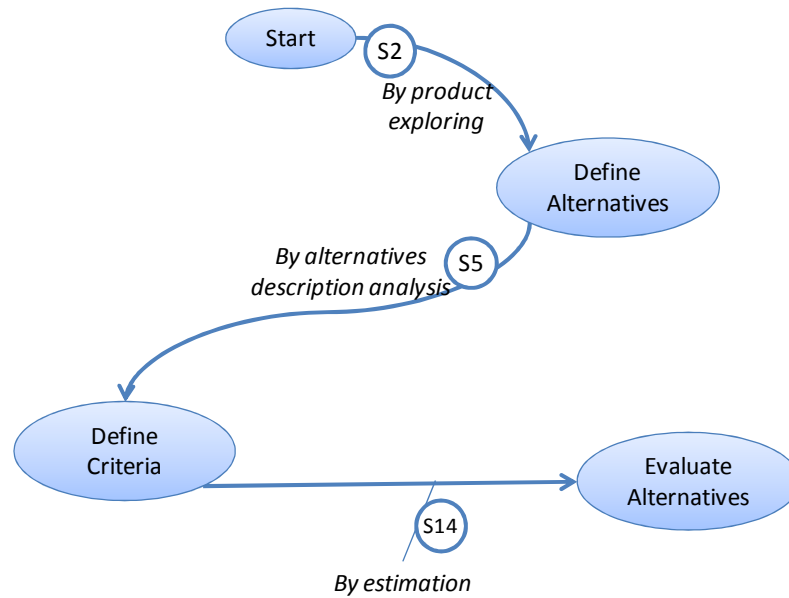 Start
S2
By product
exploring
Define
Alternatives
By alternatives
description analysis
S5
Define
Criteria
Evaluate
Alternatives
S14
By estimation